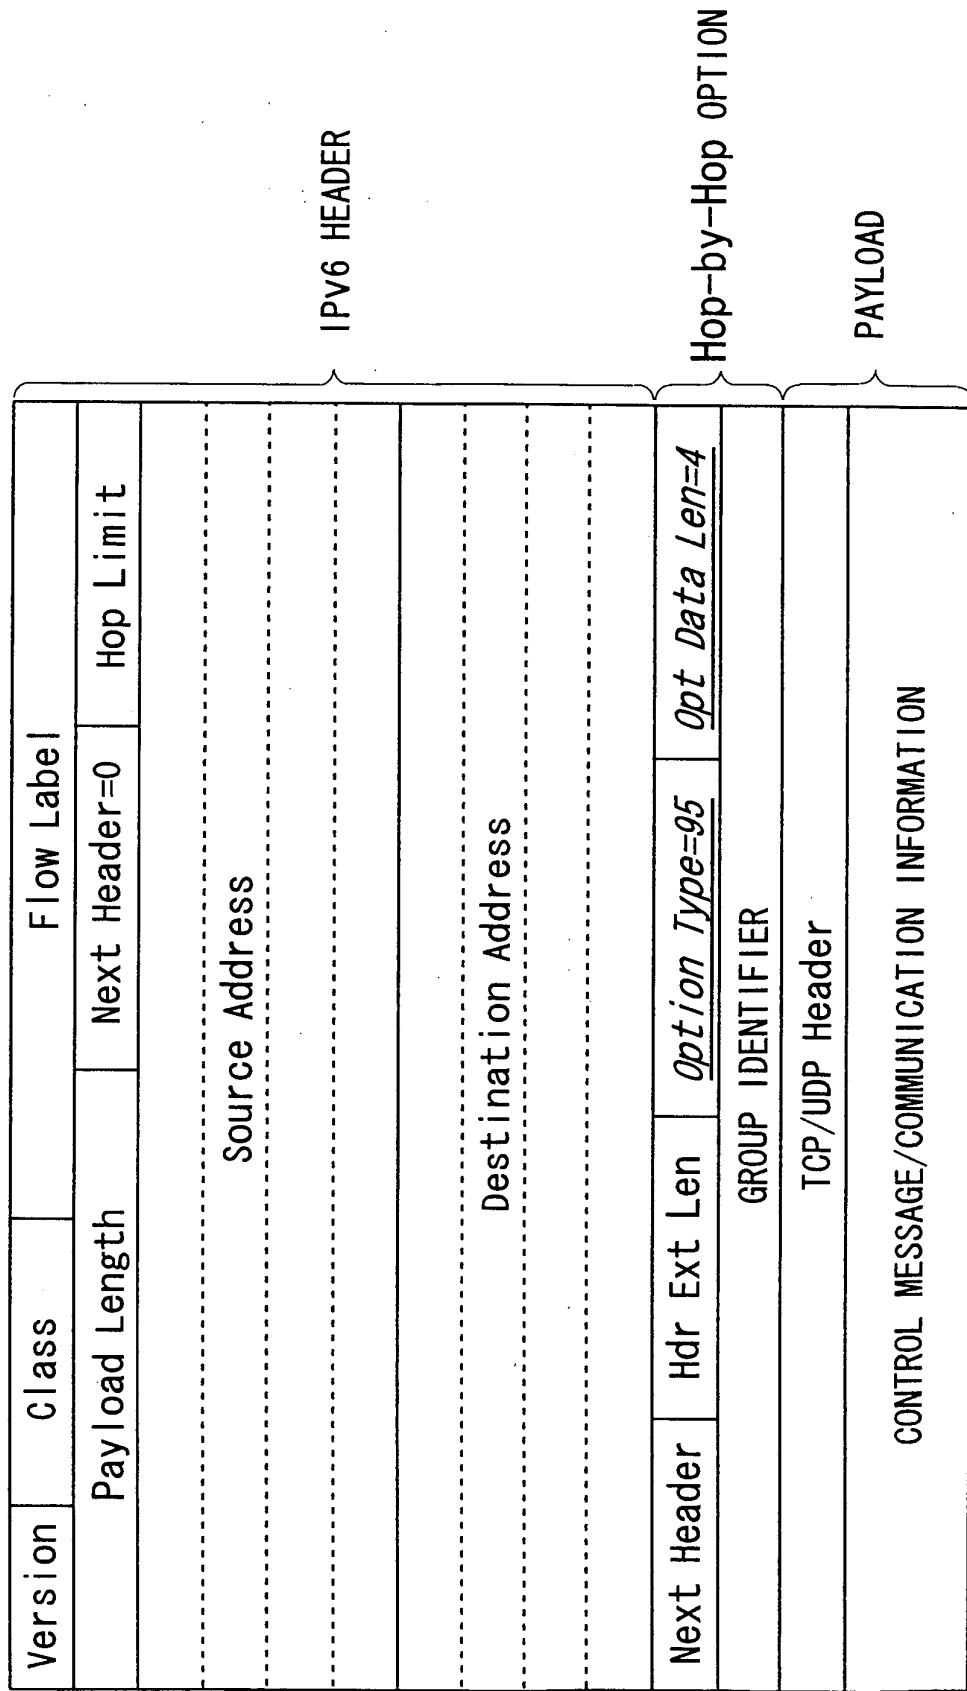 Version Class Flow Label
Payload Length Next Header=0 Hop Limit
Source Address
Destination Address
IPv6 HEADER
Next Header Hdr Ext Len Option Type=95 Opt Data Len=4
GROUP IDENTIFIER
Hop-by-Hop OPTION
TCP/UDP Header
CONTROL MESSAGE/COMMUNICATION INFORMATION
PAYLOAD